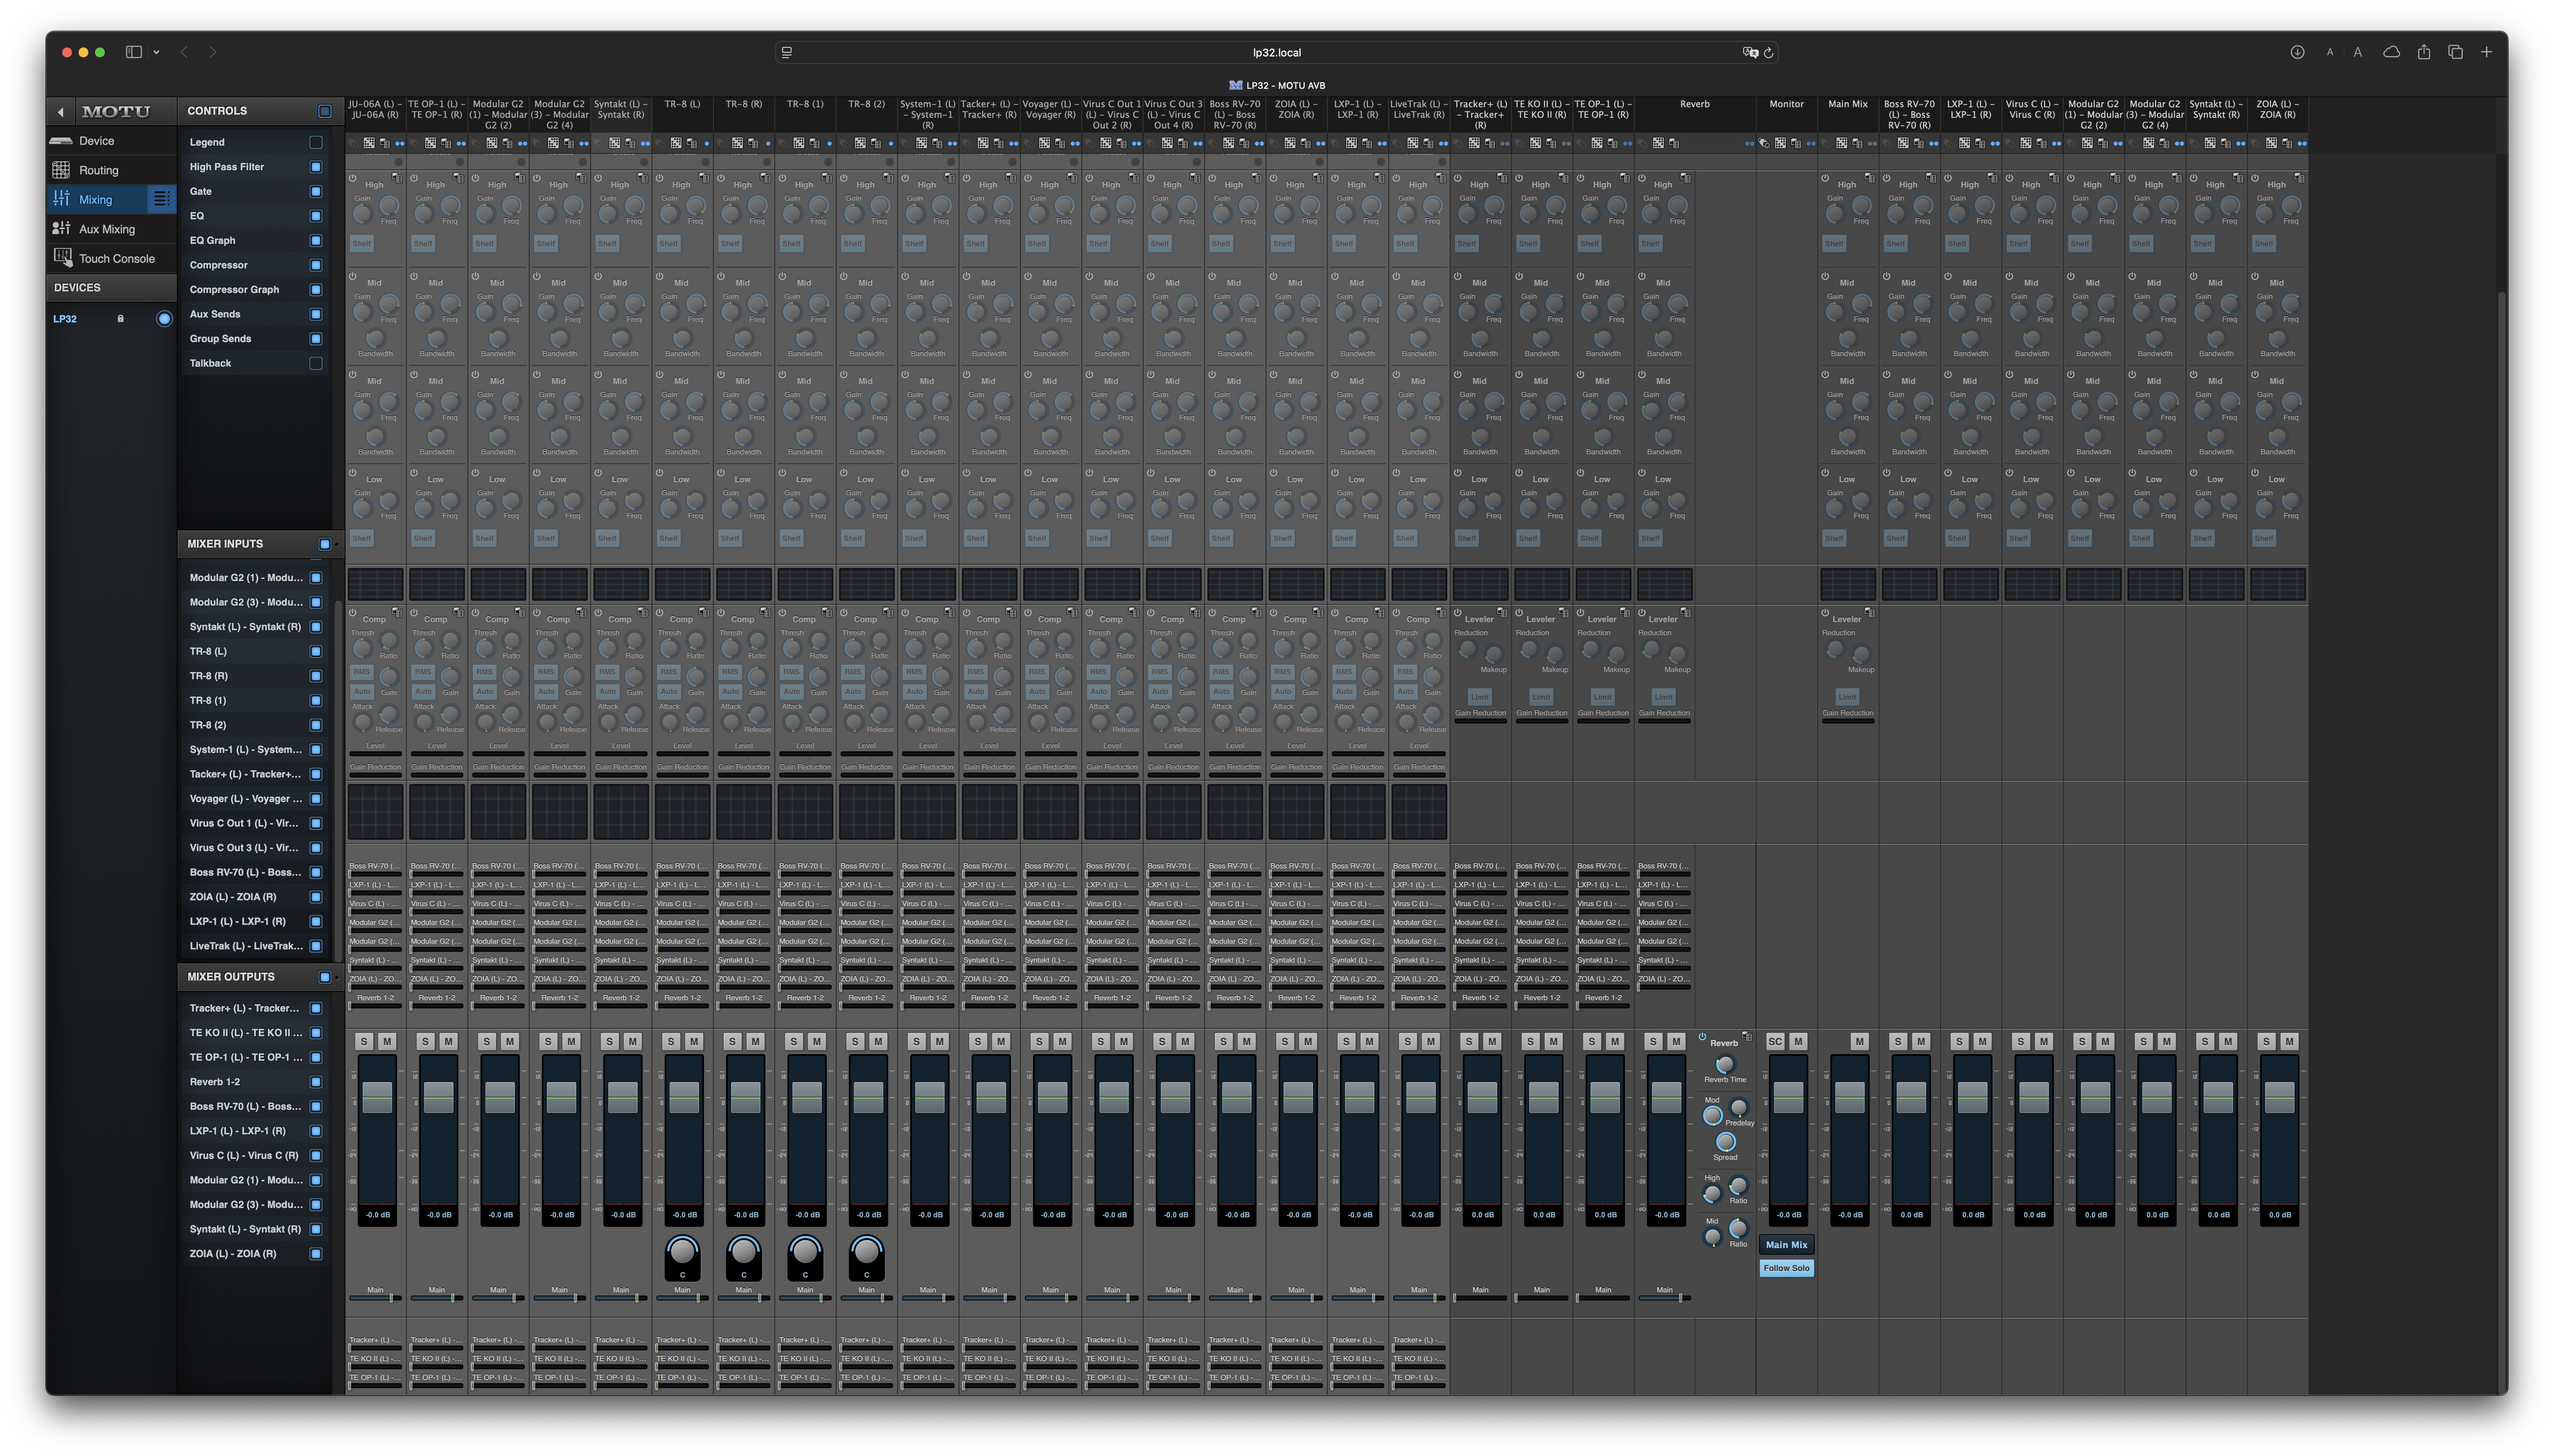 lp32.local
LP32 - MOTU AVB
MOTU
Device
Routing
Mixing
Aux Mixing
Touch Console
DEVICES
LP32
CONTROLS
Legend
High Pass Filter
Gate
EQ
EQ Graph
Compressor
Compressor Graph
Aux Sends
Group Sends
Talkback
MIXER INPUTS
Modular G2 (1) - Modu...
Modular G2 (3) - Modu...
Syntakt (L) - Syntakt (R)
TR-8 (L)
TR-8 (R)
TR-8 (1)
TR-8 (2)
System-1 (L) - System...
Tacker+ (L) - Tracker+...
Voyager (L) - Voyager ...
Virus C Out 1 (L) - Vir...
Virus C Out 3 (L) - Vir...
Boss RV-70 (L) - Boss...
ZOIA (L) - ZOIA (R)
LXP-1 (L) - LXP-1 (R)
LiveTrak (L) - LiveTrak...
MIXER OUTPUTS
Tracker+ (L) - Tracker...
TE KO II (L) - TE KO II ...
TE OP-1 (L) - TE OP-1 ...
Reverb 1-2
Boss RV-70 (L) - Boss...
LXP-1 (L) - LXP-1 (R)
Virus C (L) - Virus C (R)
Modular G2 (1) - Modu...
Modular G2 (3) - Modu...
Syntakt (L) - Syntakt (R)
ZOIA (L) - ZOIA (R)
JU-06A (L) -
JU-06A (R)
TE OP-1 (L) -
TE OP-1 (R)
Modular G2
(1) - Modular
G2 (2)
Modular G2
(3) - Modular
G2 (4)
Syntakt (L) -
Syntakt (R)
TR-8 (L)
TR-8 (R)
TR-8 (1)
TR-8 (2)
System-1 (L)
- System-1
(R)
Tacker+ (L) -
Tracker+ (R)
Voyager (L) -
Voyager (R)
Virus C Out 1
(L) - Virus C
Out 2 (R)
Virus C Out 3
(L) - Virus C
Out 4 (R)
Boss RV-70
(L) - Boss
RV-70 (R)
ZOIA (L) -
ZOIA (R)
LXP-1 (L) -
LXP-1 (R)
LiveTrak (L) -
LiveTrak (R)
Tracker+ (L)
- Tracker+
(R)
TE KO II (L) -
TE KO II (R)
TE OP-1 (L) -
TE OP-1 (R)
Reverb
Monitor
Main Mix
Boss RV-70
(L) - Boss
RV-70 (R)
LXP-1 (L) -
LXP-1 (R)
Virus C (L) -
Virus C (R)
Modular G2
(1) - Modular
G2 (2)
Modular G2
(3) - Modular
G2 (4)
Syntakt (L) -
Syntakt (R)
ZOIA (L) -
ZOIA (R)
High
Gain
Freq
Shelf
Mid
Gain
Freq
Bandwidth
Mid
Gain
Freq
Bandwidth
Low
Gain
Freq
Shelf
Comp
Thresh
Ratio
RMS
Auto
Gain
Attack
Release
Level
Gain Reduction
Leveler
Reduction
Makeup
Limit
Gain Reduction
Boss RV-70 (...
LXP-1 (L) - L...
Virus C (L) - ...
Modular G2 (...
Modular G2 (...
Syntakt (L) - ...
ZOIA (L) - ZO...
Reverb 1-2
S M
12
0
-12
-24
-36
-∞
-0.0 dB
C
Main
Tracker+ (L) -...
TE KO II (L) -...
TE OP-1 (L) -...
0.0 dB
Reverb
Reverb Time
Mod
Predelay
Spread
High
Ratio
Mid
Ratio
SC M
-0.0 dB
Main Mix
Follow Solo
M
-0.0 dB
S M
0.0 dB